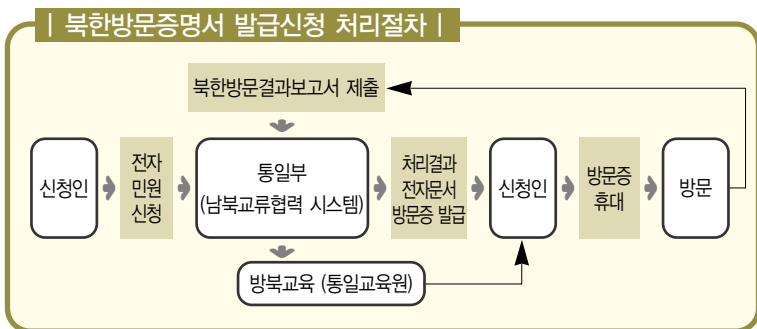 | 북한방문증명서 발급신청 처리절차 |
북한방문결과보고서 제출
신청인
전자
민원
신청
통일부
(남북교류협력 시스템)
처리결과
전자문서
방문증 발급
신청인
방문증
휴대
방문
방북교육 (통일교육원)